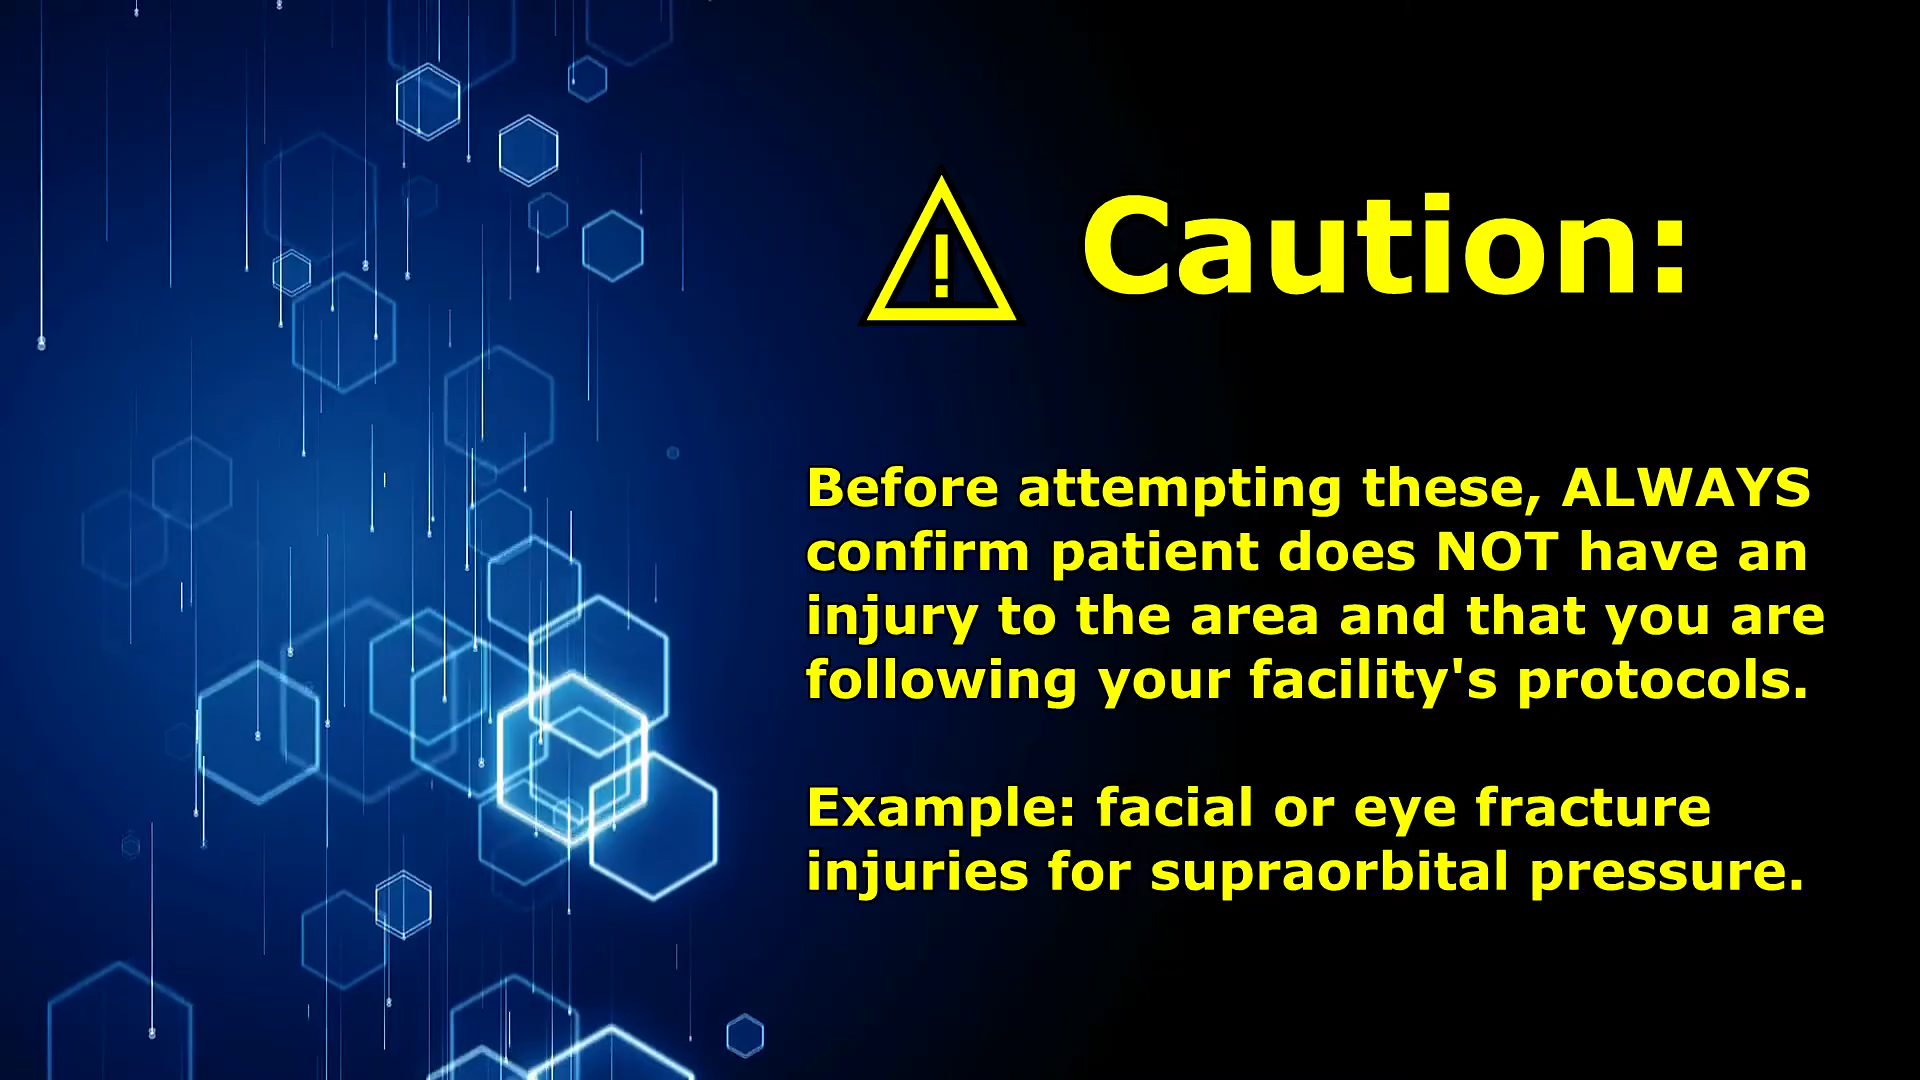 Caution:
Before attempting these, ALWAYS
confirm patient does NOT have an
injury to the area and that you are
following your facility's protocols.
Example: facial or eye fracture
injuries for supraorbital pressure.